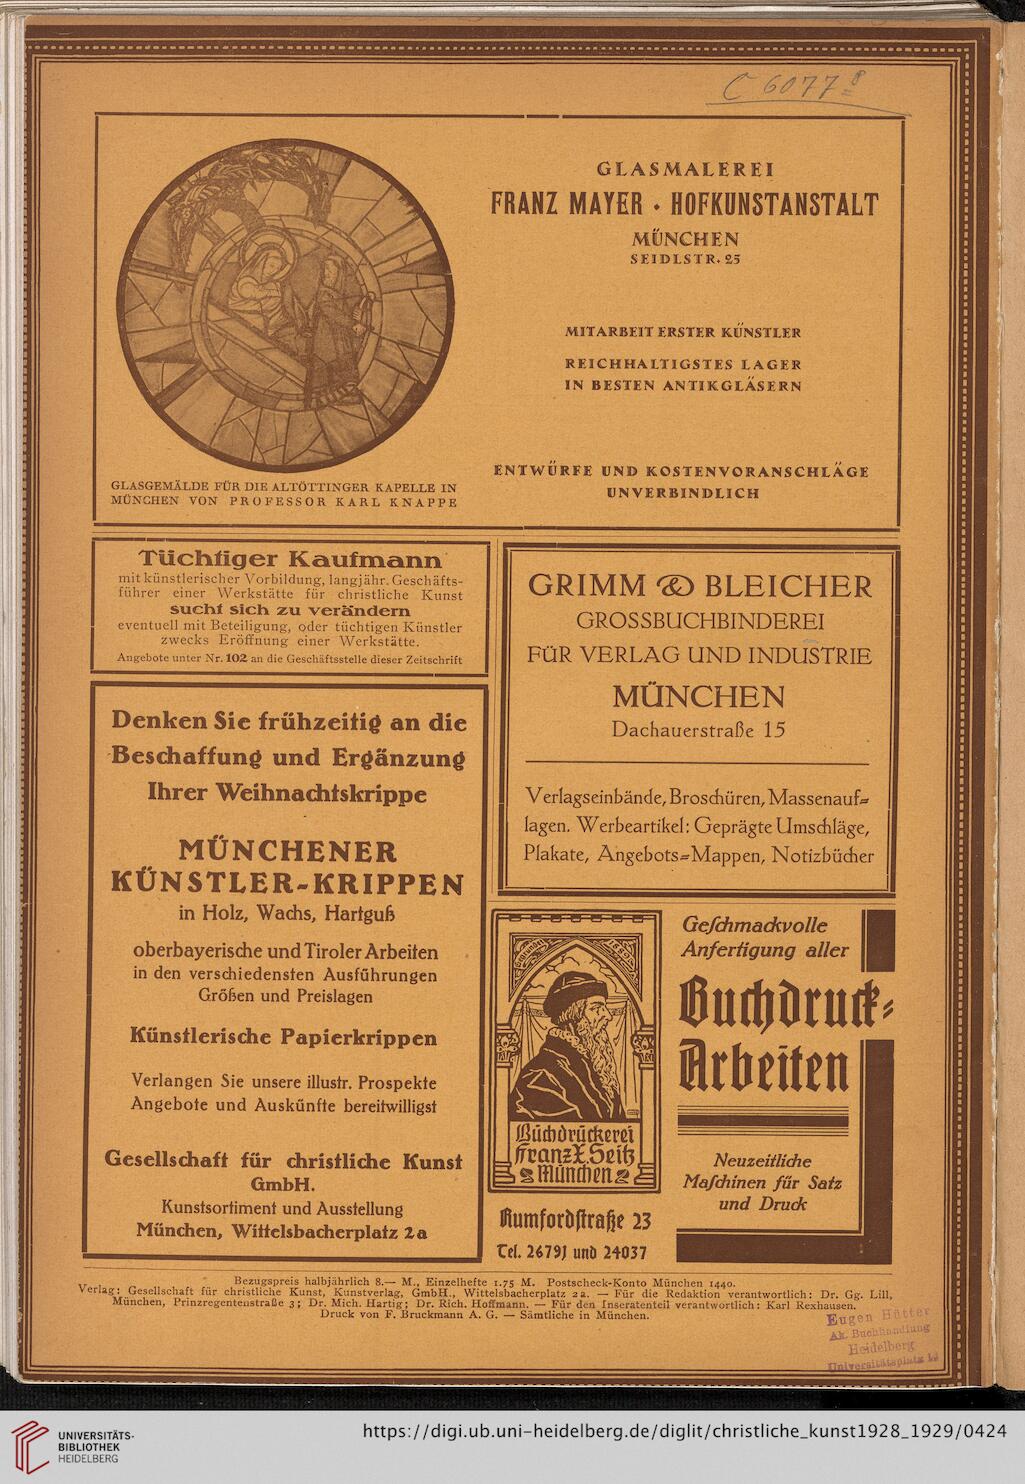 C 6077 8
GLASMALEREI
FRANZ MAYER · HOFKUNSTANSTALT
MÜNCHEN
SEIDLSTR. 25
MITARBEIT ERSTER KÜNSTLER
REICHHALTIGSTES LAGER
IN BESTEN ANTIKGLÄSERN
ENTWÜRFE UND KOSTENVORANSCHLÄGE
UNVERBINDLICH
GLASGEMÄLDE FÜR DIE ALTÖTTINGER KAPELLE IN
MÜNCHEN VON PROFESSOR KARL KNAPPE
Tüchtiger Kaufmann
mit künstlerischer Vorbildung, langjähr. Geschäfts-
führer einer Werkstätte für christliche Kunst
sucht sich zu verändern
eventuell mit Beteiligung, oder tüchtigen Künstler
zwecks Eröffnung einer Werkstätte.
Angebote unter Nr. 102 an die Geschäftsstelle dieser Zeitschrift
Denken Sie frühzeitig an die
Beschaffung und Ergänzung
Ihrer Weihnachtskrippe
MÜNCHENER
KÜNSTLER-KRIPPEN
in Holz, Wachs, Hartguß
oberbayerische und Tiroler Arbeiten
in den verschiedensten Ausführungen
Größen und Preislagen
Künstlerische Papierkrippen
Verlangen Sie unsere illustr. Prospekte
Angebote und Auskünfte bereitwilligst
Gesellschaft für christliche Kunst
GmbH.
Kunstsortiment und Ausstellung
München, Wittelsbacherplatz 2a
GRIMM & BLEICHER
GROSSBUCHBINDEREI
FÜR VERLAG UND INDUSTRIE
MÜNCHEN
Dachauerstraße 15
Verlagseinbände, Broschüren, Massenauf-
lagen. Werbeartikel: Geprägte Umschläge,
Plakate, Angebots-Mappen, Notizbücher
Gegründet 1890
Büchdrückerei
Franz X. Seitz
München
Rumfordstraße 23
Tel. 26791 und 24037
Geschmackvolle
Anfertigung aller
Buchdruck-
Arbeiten
Neuzeitliche
Maschinen für Satz
und Druck
Bezugspreis halbjährlich 8.— M., Einzelhefte 1.75 M. Postscheck-Konto München 1440.
Verlag: Gesellschaft für christliche Kunst, Kunstverlag, GmbH., Wittelsbacherplatz 2a. — Für die Redaktion verantwortlich: Dr. Gg. Lill,
München, Prinzregentenstraße 3; Dr. Mich. Hartig; Dr. Rich. Hoffmann. — Für den Inseratenteil verantwortlich: Karl Rexhausen.
Druck von F. Bruckmann A. G. — Sämtliche in München.
Eugen Hütter
Ak. Buchhandlung
Heidelberg
Universitätsplatz
UNIVERSITÄTS-
BIBLIOTHEK
HEIDELBERG
https://digi.ub.uni-heidelberg.de/diglit/christliche_kunst1928_1929/0424